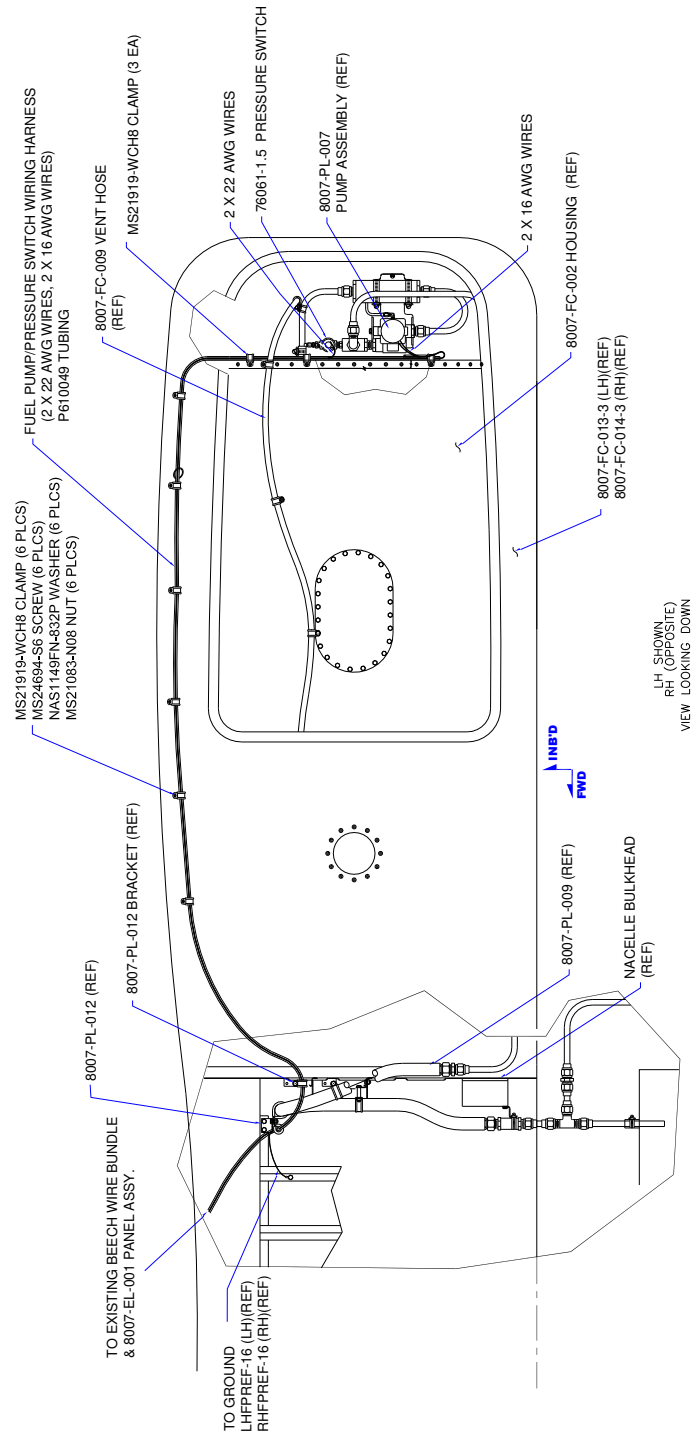 TO EXISTING BEECH WIRE BUNDLE
& 8007-EL-001 PANEL ASSY.
TO GROUND
LHFPREF-16 (LH)(REF)
RHFPREF-16 (RH)(REF)
8007-PL-012 (REF)
8007-PL-012 BRACKET (REF)
MS21919-WCH8 CLAMP (6 PLCS)
MS24694-S6 SCREW (6 PLCS)
NAS1149FN-832P WASHER (6 PLCS)
MS21083-N08 NUT (6 PLCS)
FUEL PUMP/PRESSURE SWITCH WIRING HARNESS
(2 X 22 AWG WIRES, 2 X 16 AWG WIRES)
P610049 TUBING
8007-FC-009 VENT HOSE
(REF)
MS21919-WCH8 CLAMP (3 EA)
2 X 22 AWG WIRES
76061-1.5 PRESSURE SWITCH
8007-PL-007
PUMP ASSEMBLY (REF)
2 X 16 AWG WIRES
8007-FC-002 HOUSING (REF)
8007-FC-013-3 (LH)(REF)
8007-FC-014-3 (RH)(REF)
8007-PL-009 (REF)
NACELLE BULKHEAD
(REF)
INB'D
FWD
LH SHOWN
RH (OPPOSITE)
VIEW LOOKING DOWN